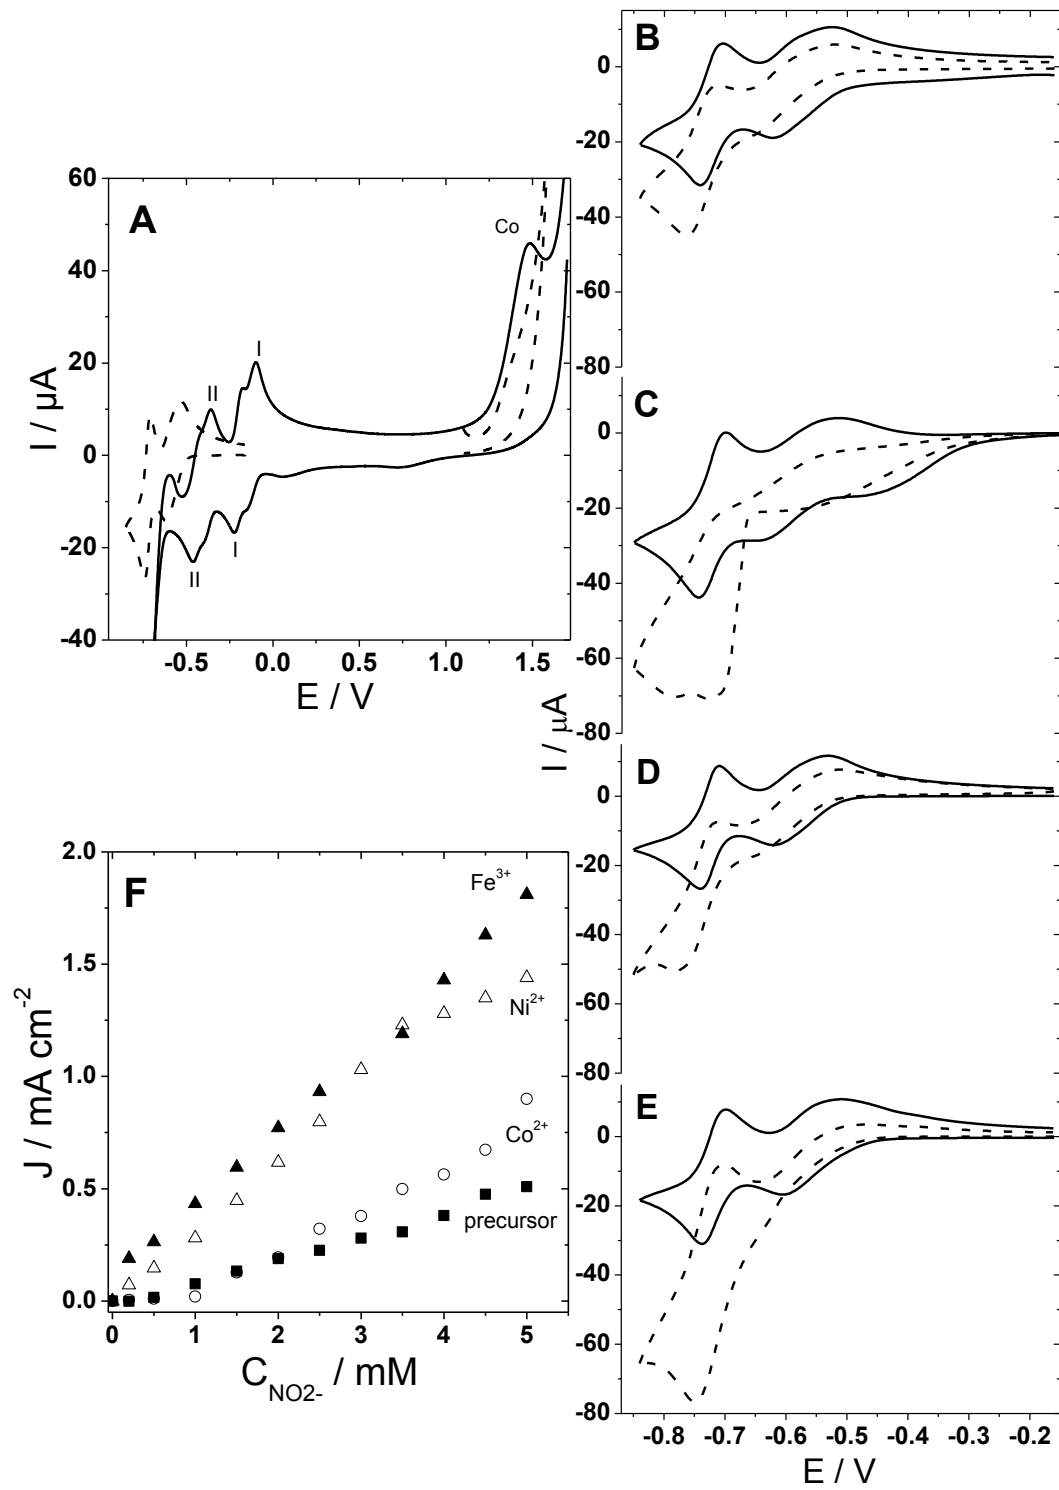 A
60
40
20
0
-20
-40
I / µA
-0.5
0.0
0.5
1.0
1.5
E / V
II
I
Co
II
I
B
0
-20
-40
-60
-80
C
0
-20
-40
-60
-80
D
0
-20
-40
-60
-80
E
0
-20
-40
-60
-80
I / µA
-0.8
-0.7
-0.6
-0.5
-0.4
-0.3
-0.2
E / V
F
2.0
1.5
1.0
0.5
0.0
J / mA cm-2
0
1
2
3
4
5
CNO2- / mM
Fe3+
Ni2+
Co2+
precursor